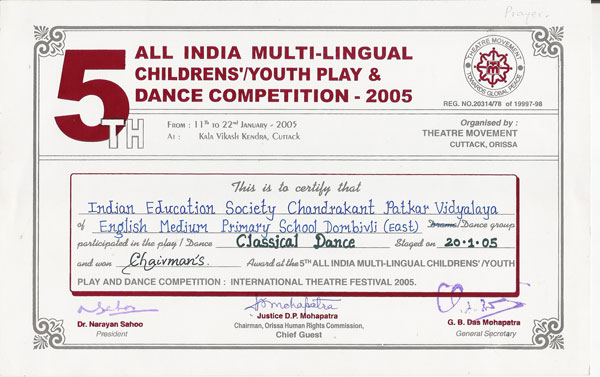 Prayer.
5TH
ALL INDIA MULTI-LINGUAL
CHILDRENS'/YOUTH PLAY &
DANCE COMPETITION - 2005
THEATRE MOVEMENT
TOWARDS GLOBAL PEACE
REG. NO.20314/78 of 19997-98
From : 11th to 22nd January - 2005
At : Kala Vikash Kendra, Cuttack
Organised by :
THEATRE MOVEMENT
CUTTACK, ORISSA
This is to certify that
Indian Education Society Chandrakant Patkar Vidyalaya
of English Medium Primary School Dombivli (East) Drama/Dance group
participated in the play / Dance Classical Dance Staged on 20.1.05
and won Chairman's Award at the 5TH ALL INDIA MULTI-LINGUAL CHILDRENS' /YOUTH
PLAY AND DANCE COMPETITION : INTERNATIONAL THEATRE FESTIVAL 2005.
Dr. Narayan Sahoo
President
Justice D.P. Mohapatra
Chairman, Orissa Human Rights Commission,
Chief Guest
G. B. Das Mohapatra
General Secretary